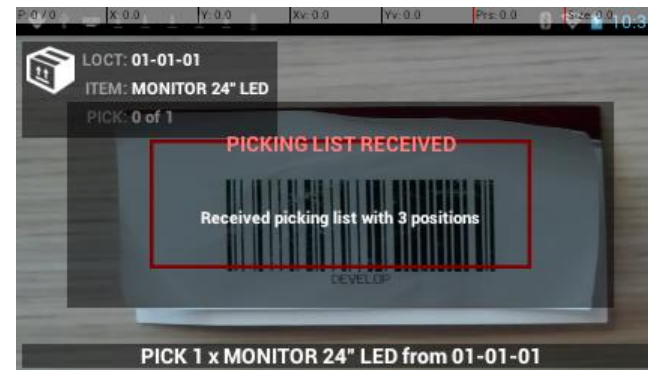 P: 0 / 0 X: 0.0 Y: 0.0 Xv: 0.0 Yv: 0.0 Prs: 0.0 Size: 0.0
10:3
LOCT: 01-01-01
ITEM: MONITOR 24" LED
PICK: 0 of 1
PICKING LIST RECEIVED
Received picking list with 3 positions
DEVELOP
PICK 1 x MONITOR 24" LED from 01-01-01